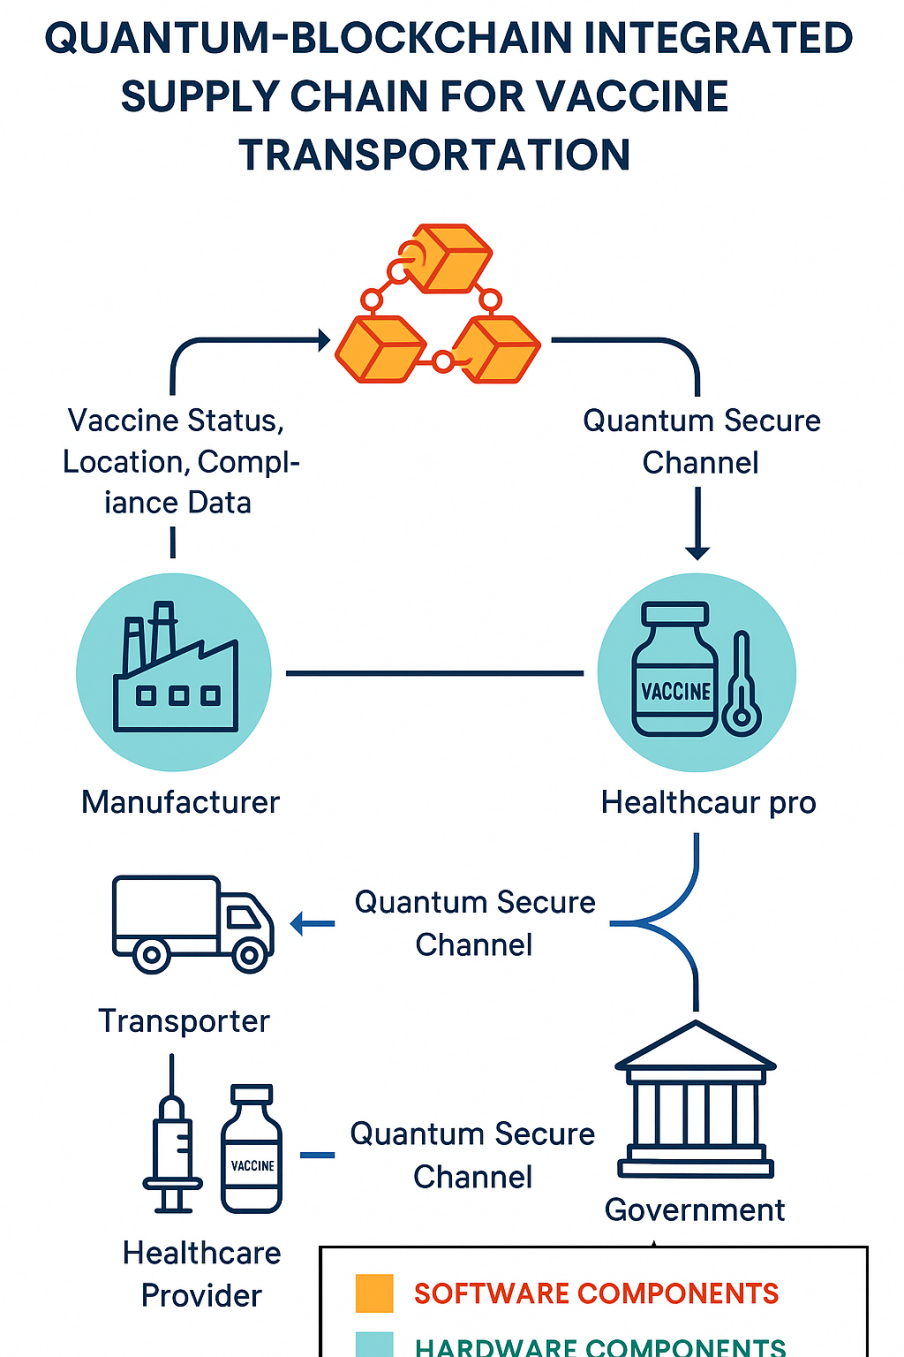 QUANTUM-BLOCKCHAIN INTEGRATED
SUPPLY CHAIN FOR VACCINE
TRANSPORTATION
Vaccine Status,
Location, Compl-
iance Data
Quantum Secure
Channel
VACCINE
Manufacturer
Healthcaur pro
Quantum Secure
Channel
Transporter
VACCINE
Quantum Secure
Channel
Government
Healthcare
Provider
SOFTWARE COMPONENTS
HARDWARE COMPONENTS